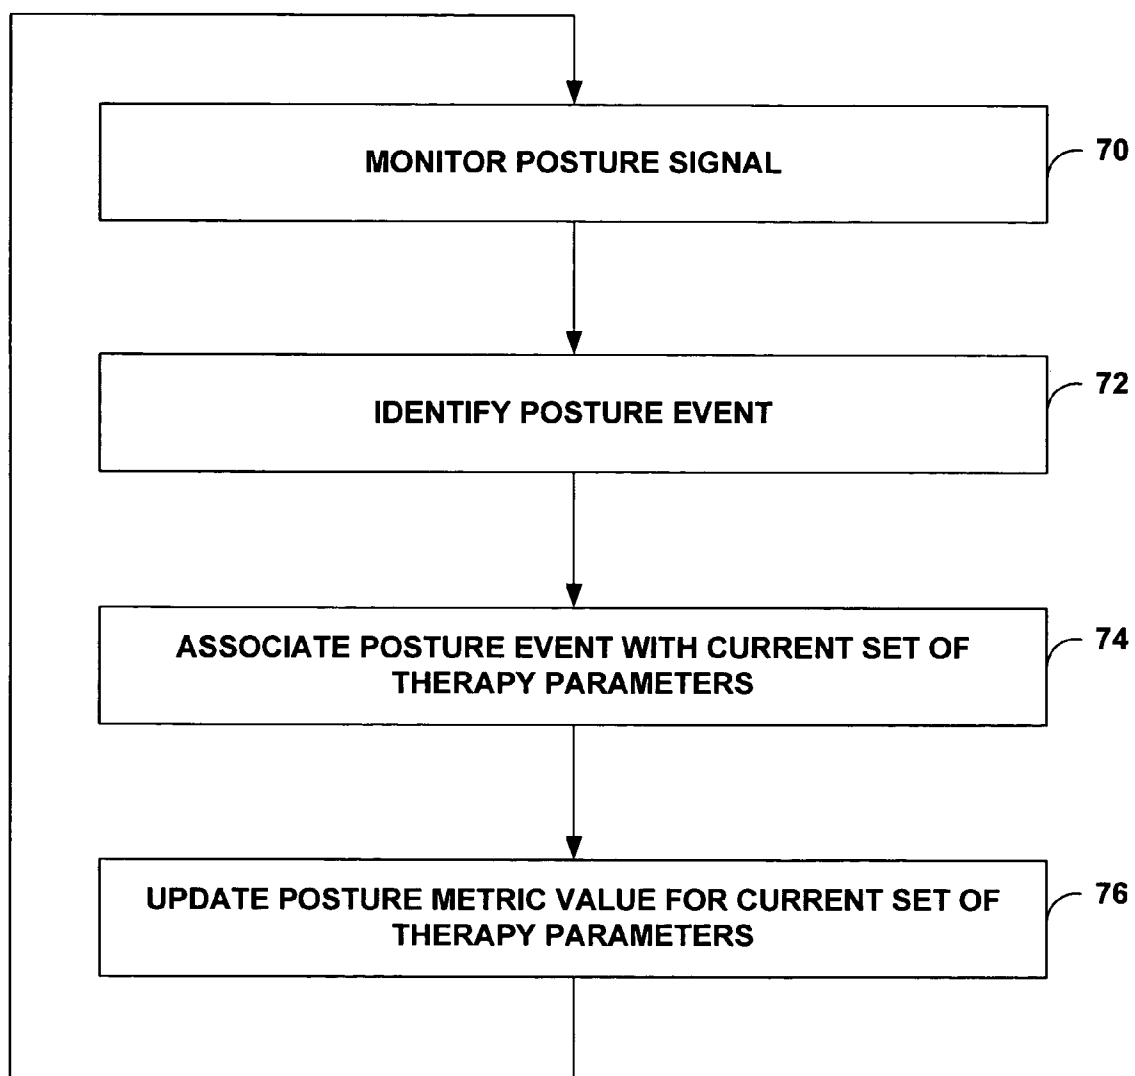 MONITOR POSTURE SIGNAL
70
IDENTIFY POSTURE EVENT
72
ASSOCIATE POSTURE EVENT WITH CURRENT SET OF
THERAPY PARAMETERS
74
UPDATE POSTURE METRIC VALUE FOR CURRENT SET OF
THERAPY PARAMETERS
76